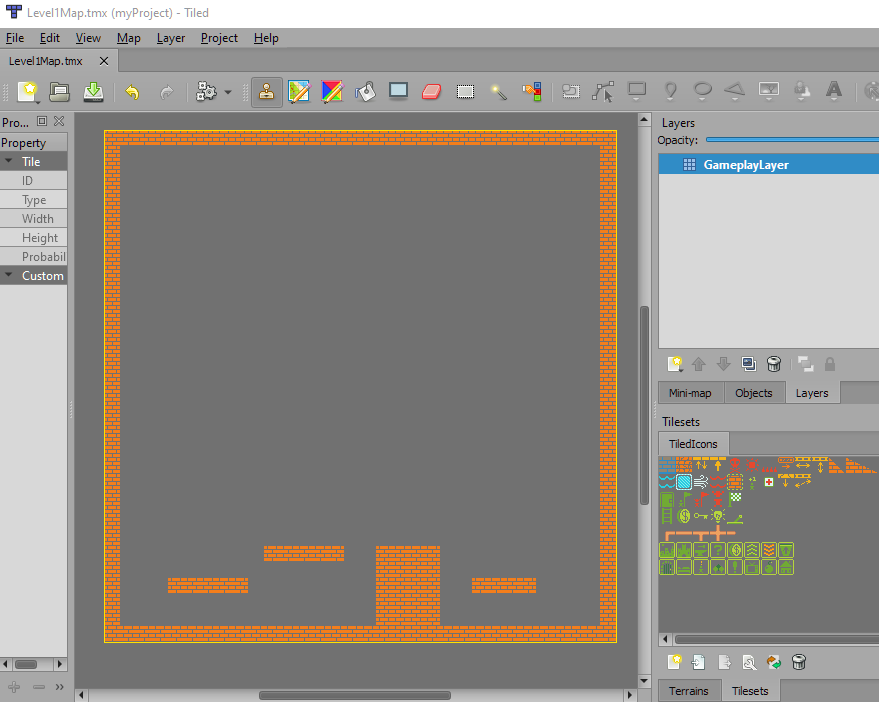 Level1Map.tmx (myProject) - Tiled
File Edit View Map Layer Project Help
Level1Map.tmx
Pro...
Property
Tile
ID
Type
Width
Height
Probabil
Custom
Layers
Opacity:
GameplayLayer
Mini-map Objects Layers
Tilesets
TiledIcons
Terrains Tilesets